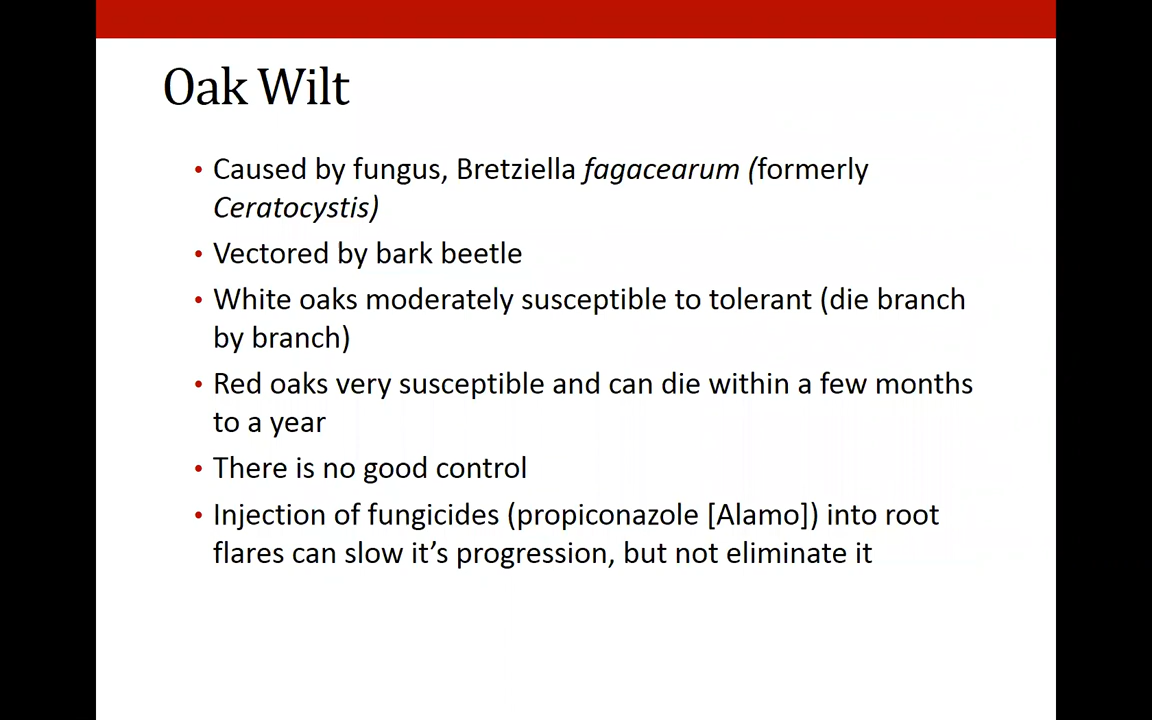 Oak Wilt
• Caused by fungus, Bretziella fagacearum (formerly
Ceratocystis)
• Vectored by bark beetle
• White oaks moderately susceptible to tolerant (die branch
by branch)
• Red oaks very susceptible and can die within a few months
to a year
• There is no good control
• Injection of fungicides (propiconazole [Alamo]) into root
flares can slow it’s progression, but not eliminate it